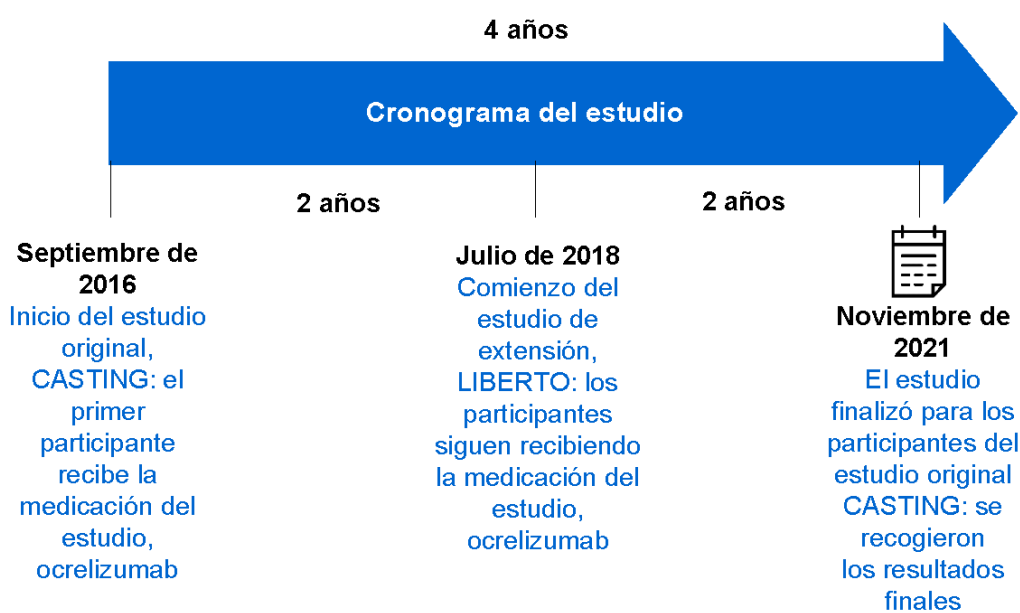 4 años
Cronograma del estudio
2 años
2 años
Septiembre de
2016
Inicio del estudio
original,
CASTING: el
primer
participante
recibe la
medicación del
estudio,
ocrelizumab
Julio de 2018
Comienzo del
estudio de
extensión,
LIBERTO: los
participantes
siguen recibiendo
la medicación del
estudio,
ocrelizumab
Noviembre de
2021
El estudio
finalizó para los
participantes del
estudio original
CASTING: se
recogieron
los resultados
finales